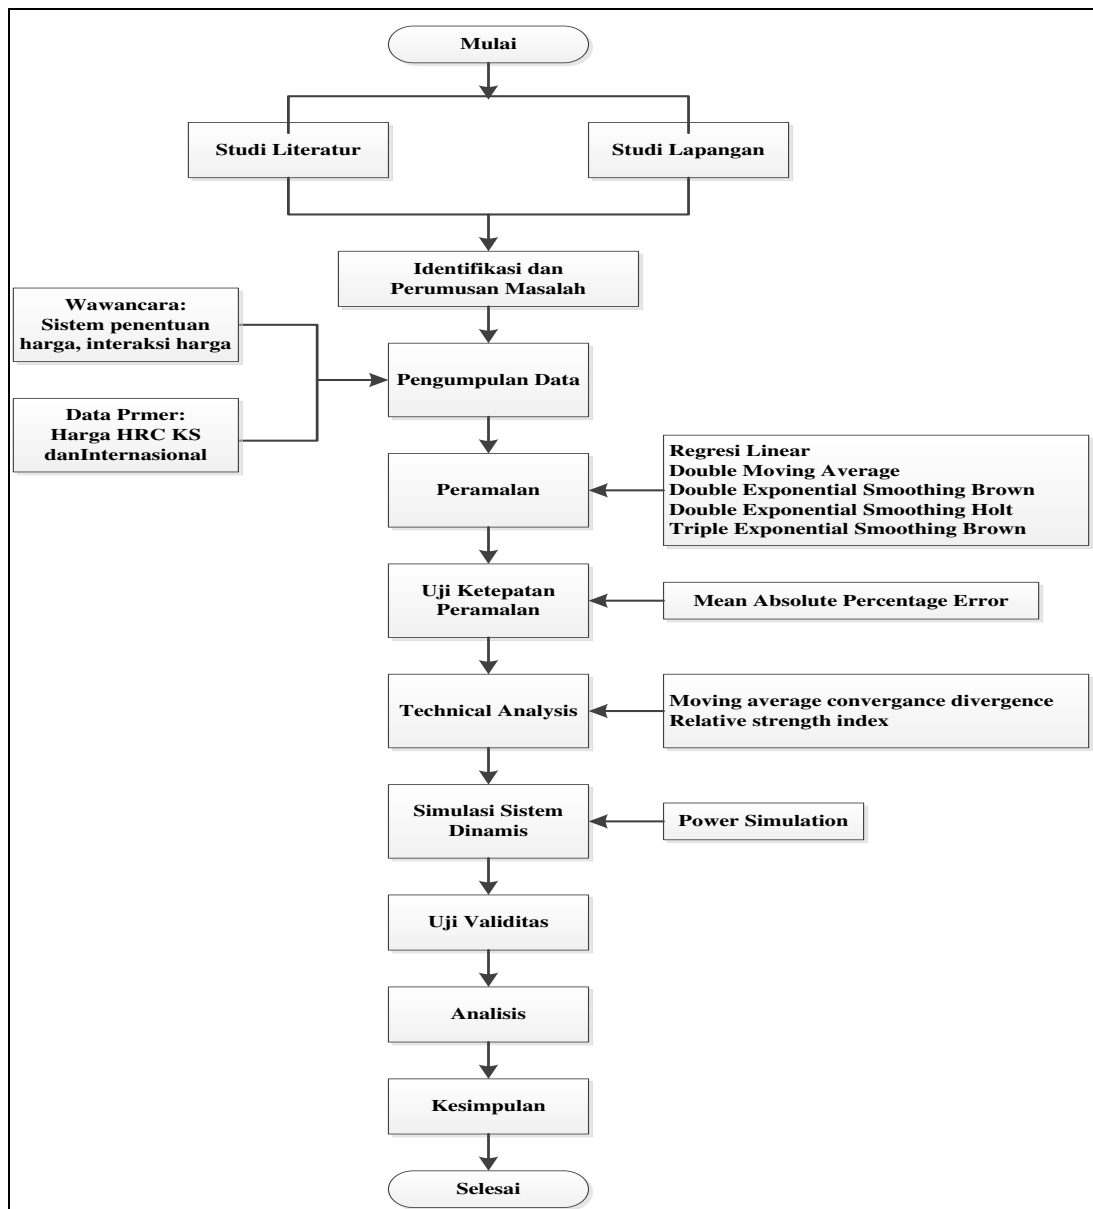 Mulai
Studi Literatur
Studi Lapangan
Identifikasi dan
Perumusan Masalah
Wawancara:
Sistem penentuan
harga, interaksi harga
Pengumpulan Data
Data Prmer:
Harga HRC KS
danInternasional
Peramalan
Regresi Linear
Double Moving Average
Double Exponential Smoothing Brown
Double Exponential Smoothing Holt
Triple Exponential Smoothing Brown
Uji Ketepatan
Peramalan
Mean Absolute Percentage Error
Technical Analysis
Moving average convergance divergence
Relative strength index
Simulasi Sistem
Dinamis
Power Simulation
Uji Validitas
Analisis
Kesimpulan
Selesai